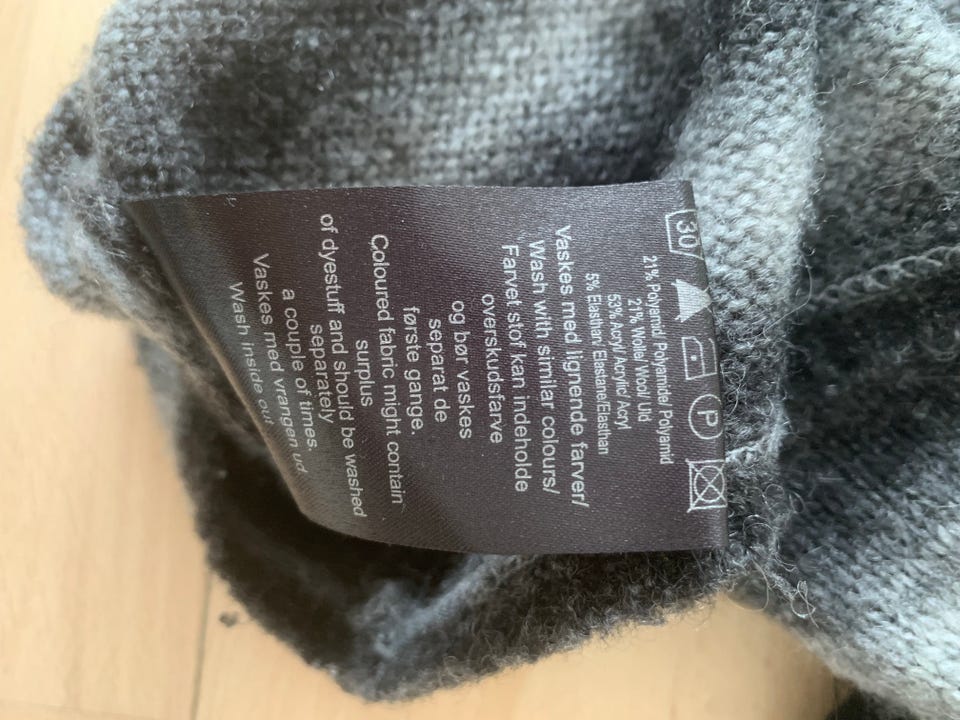 30 P
21% Polyamid/ Polyamide/ Polyamid
21% Wolle/ Wool/ Uld
53% Acryl/ Acrylic/ Acryl
5% Elasthan/ Elastane/Elasthan
Vaskes med lignende farver/
Wash with similar colours/
Farvet stof kan indeholde
overskudsfarve
og bør vaskes
separat de
første gange.
Coloured fabric might contain
surplus
of dyestuff and should be washed
separately
a couple of times.
Vaskes med vrangen ud
Wash inside out